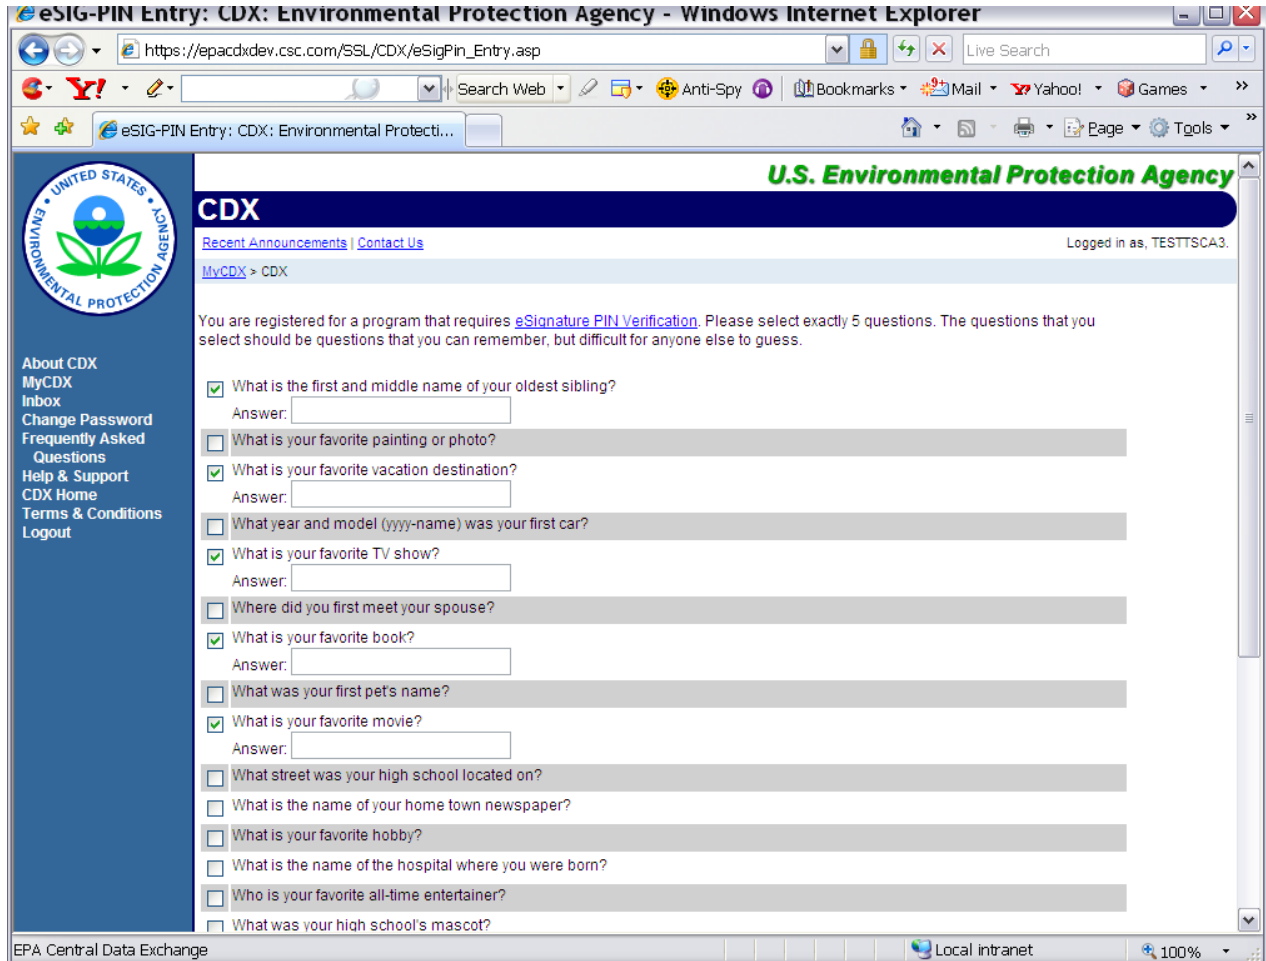 eSIG-PIN Entry: CDX: Environmental Protection Agency - Windows Internet Explorer
https://epacdxdev.csc.com/SSL/CDX/eSigPin_Entry.asp
Live Search
Y! Search Web Anti-Spy Bookmarks Mail Yahoo! Games »
eSIG-PIN Entry: CDX: Environmental Protecti... Page Tools »
UNITED STATES
ENVIRONMENTAL PROTECTION AGENCY
U.S. Environmental Protection Agency
CDX
Recent Announcements | Contact Us Logged in as, TESTTSCA3.
MyCDX > CDX
You are registered for a program that requires eSignature PIN Verification. Please select exactly 5 questions. The questions that you
select should be questions that you can remember, but difficult for anyone else to guess.
About CDX
MyCDX
Inbox
Change Password
Frequently Asked
Questions
Help & Support
CDX Home
Terms & Conditions
Logout
What is the first and middle name of your oldest sibling?
Answer:
What is your favorite painting or photo?
What is your favorite vacation destination?
Answer:
What year and model (yyyy-name) was your first car?
What is your favorite TV show?
Answer:
Where did you first meet your spouse?
What is your favorite book?
Answer:
What was your first pet's name?
What is your favorite movie?
Answer:
What street was your high school located on?
What is the name of your home town newspaper?
What is your favorite hobby?
What is the name of the hospital where you were born?
Who is your favorite all-time entertainer?
What was your high school's mascot?
EPA Central Data Exchange Local intranet 100%